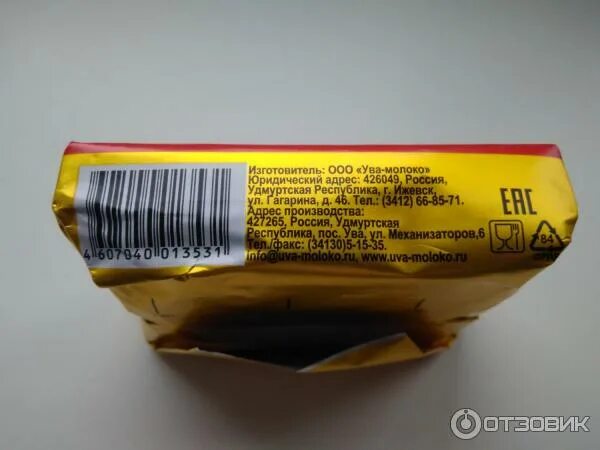 Изготовитель: ООО «Ува-молоко»
Юридический адрес: 426049, Россия,
Удмуртская Республика, г. Ижевск,
ул. Гагарина, д. 46. Тел.: (3412) 66-85-71.
Адрес производства:
427265, Россия, Удмуртская
Республика, пос. Ува, ул. Механизаторов,6
Тел./факс: (34130)5-15-35.
info@uva-moloko.ru www.uva-moloko.ru
4 607040 013531
EAC
84
ОТЗОВИК